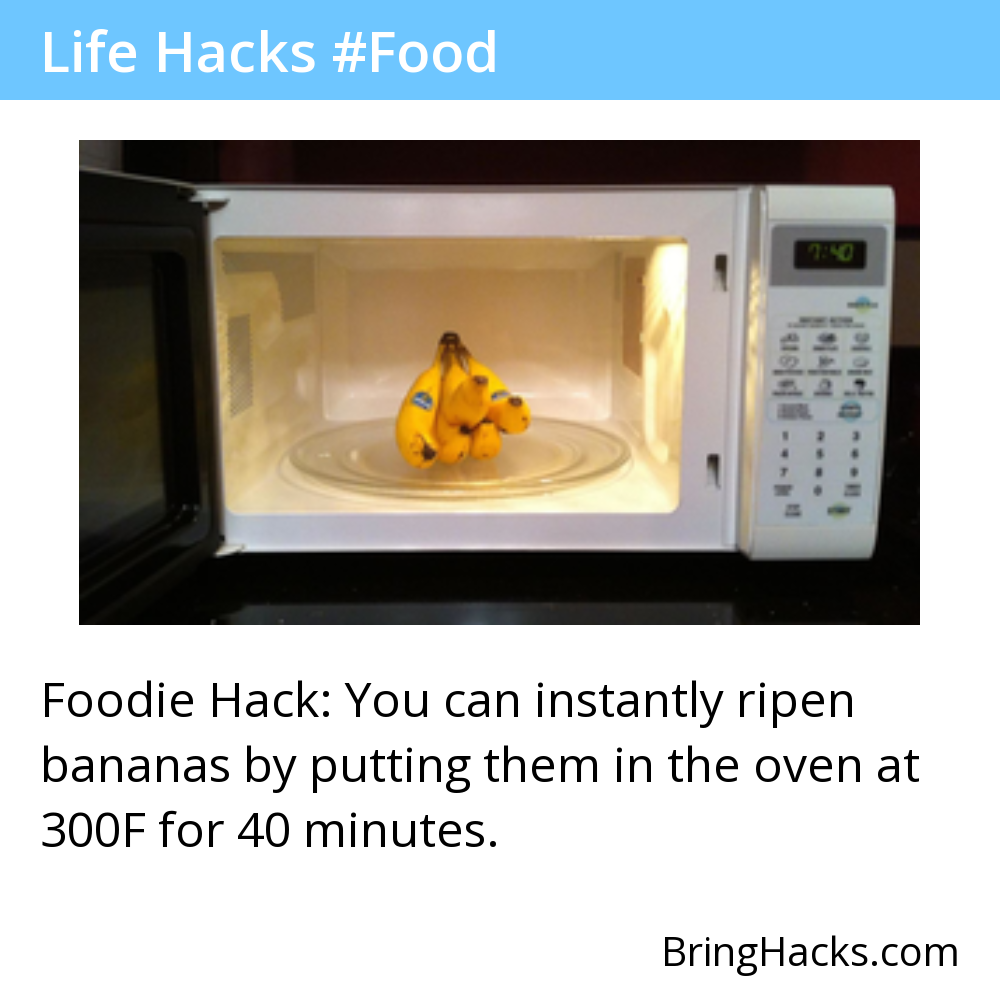 Life Hacks #Food
7:40
1 2 3
4 5 6
7 8 9
0
Foodie Hack: You can instantly ripen
bananas by putting them in the oven at
300F for 40 minutes.
BringHacks.com